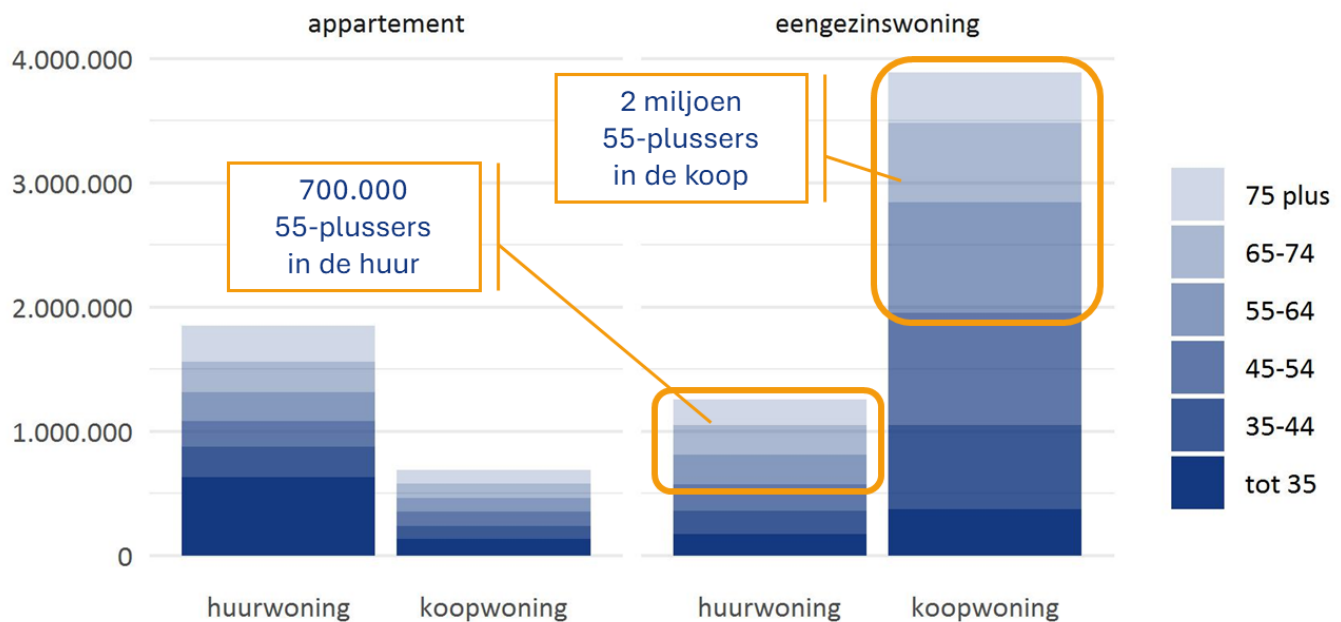 appartement
eengezinswoning
4.000.000
3.000.000
2.000.000
1.000.000
0
700.000
55-plussers
in de huur
2 miljoen
55-plussers
in de koop
huurwoning
koopwoning
huurwoning
koopwoning
75 plus
65-74
55-64
45-54
35-44
tot 35